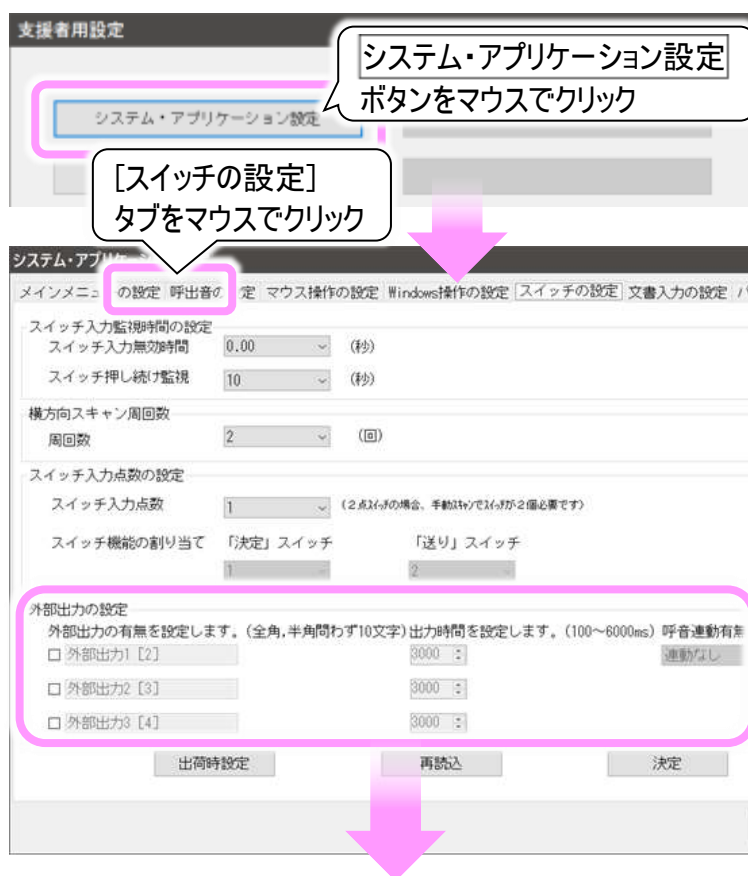 支援者用設定
システム・アプリケーション設定
ボタンをマウスでクリック
システム・アプリケーション設定
[スイッチの設定]
タブをマウスでクリック
システム・アプリ
メインメニュ の設定 呼出音の 定 マウス操作の設定 Windows操作の設定 スイッチの設定 文書入力の設定
スイッチ入力監視時間の設定
スイッチ入力無効時間 0.00 (秒)
スイッチ押し続け監視 10 (秒)
横方向スキャン周回数
周回数 2 (回)
スイッチ入力点数の設定
スイッチ入力点数 1 (2点スイッチの場合、手動スキャンでスイッチが2個必要です)
スイッチ機能の割り当て 「決定」スイッチ 「送り」スイッチ
1 2
外部出力の設定
外部出力の有無を設定します。(全角,半角問わず10文字) 出力時間を設定します。(100～6000ms) 呼音連動有無
外部出力1 [2] 3000 連動なし
外部出力2 [3] 3000
外部出力3 [4] 3000
出荷時設定 再読込 決定